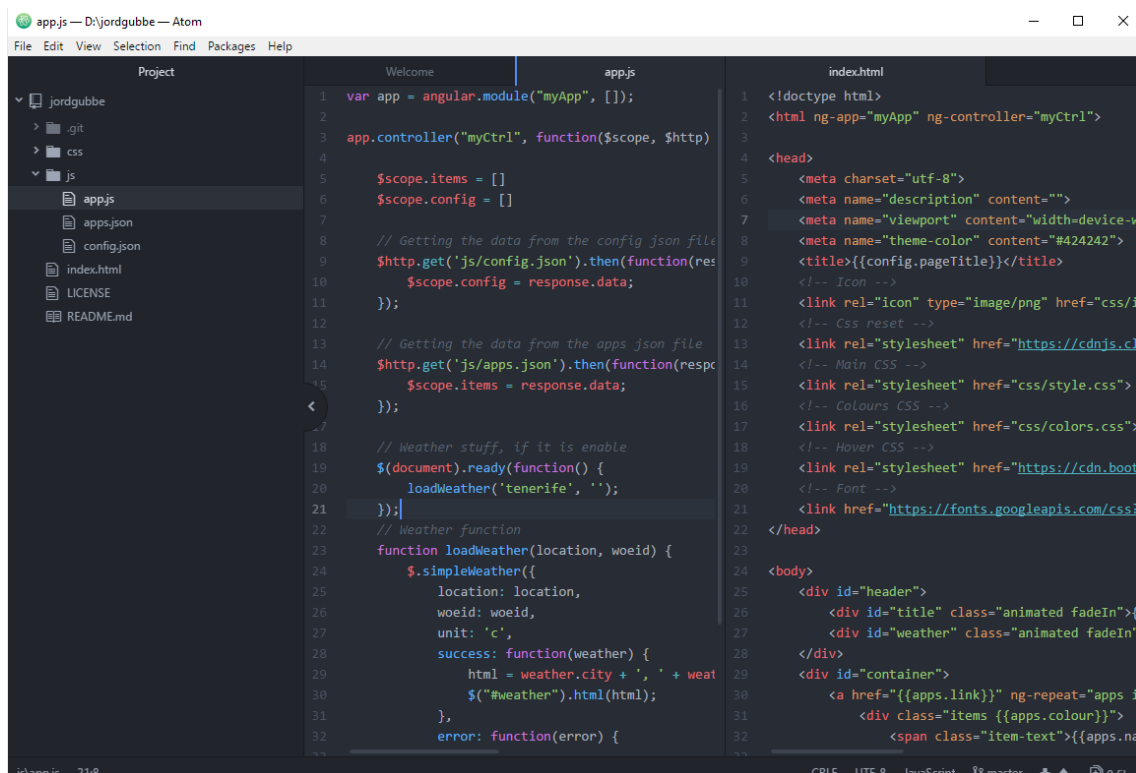 app.js — D:\jordgubbe — Atom
File Edit View Selection Find Packages Help
Project
jordgubbe
.git
css
js
app.js
apps.json
config.json
index.html
LICENSE
README.md
Welcome app.js
1 var app = angular.module("myApp", []);
2
3 app.controller("myCtrl", function($scope, $http)
4
5 $scope.items = []
6 $scope.config = []
7
8 // Getting the data from the config json file
9 $http.get('js/config.json').then(function(res
10 $scope.config = response.data;
11 });
12
13 // Getting the data from the apps json file
14 $http.get('js/apps.json').then(function(respo
15 $scope.items = response.data;
});
17
18 // Weather stuff, if it is enable
19 $(document).ready(function() {
20 loadWeather('tenerife', '');
21 });
22 // Weather function
23 function loadWeather(location, woeid) {
24 $.simpleWeather({
25 location: location,
26 woeid: woeid,
27 unit: 'c',
28 success: function(weather) {
29 html = weather.city + ', ' + weat
30 $("#weather").html(html);
31 },
32 error: function(error) {
index.html
1 <!doctype html>
2 <html ng-app="myApp" ng-controller="myCtrl">
3
4 <head>
5 <meta charset="utf-8">
6 <meta name="description" content="">
7 <meta name="viewport" content="width=device-w
8 <meta name="theme-color" content="#424242">
9 <title>{{config.pageTitle}}</title>
10 <!-- Icon -->
11 <link rel="icon" type="image/png" href="css/i
12 <!-- Css reset -->
13 <link rel="stylesheet" href="https://cdnjs.cl
14 <!-- Main CSS -->
15 <link rel="stylesheet" href="css/style.css">
16 <!-- Colours CSS -->
17 <link rel="stylesheet" href="css/colors.css">
18 <!-- Hover CSS -->
19 <link rel="stylesheet" href="https://cdn.boot
20 <!-- Font -->
21 <link href="https://fonts.googleapis.com/css?
22 </head>
23
24 <body>
25 <div id="header">
26 <div id="title" class="animated fadeIn">{
27 <div id="weather" class="animated fadeIn"
28 </div>
29 <div id="container">
30 <a href="{{apps.link}}" ng-repeat="apps i
31 <div class="items {{apps.colour}}">
32 <span class="item-text">{{apps.na
js\app.js 21:8 CRLF UTF-8 JavaScript master